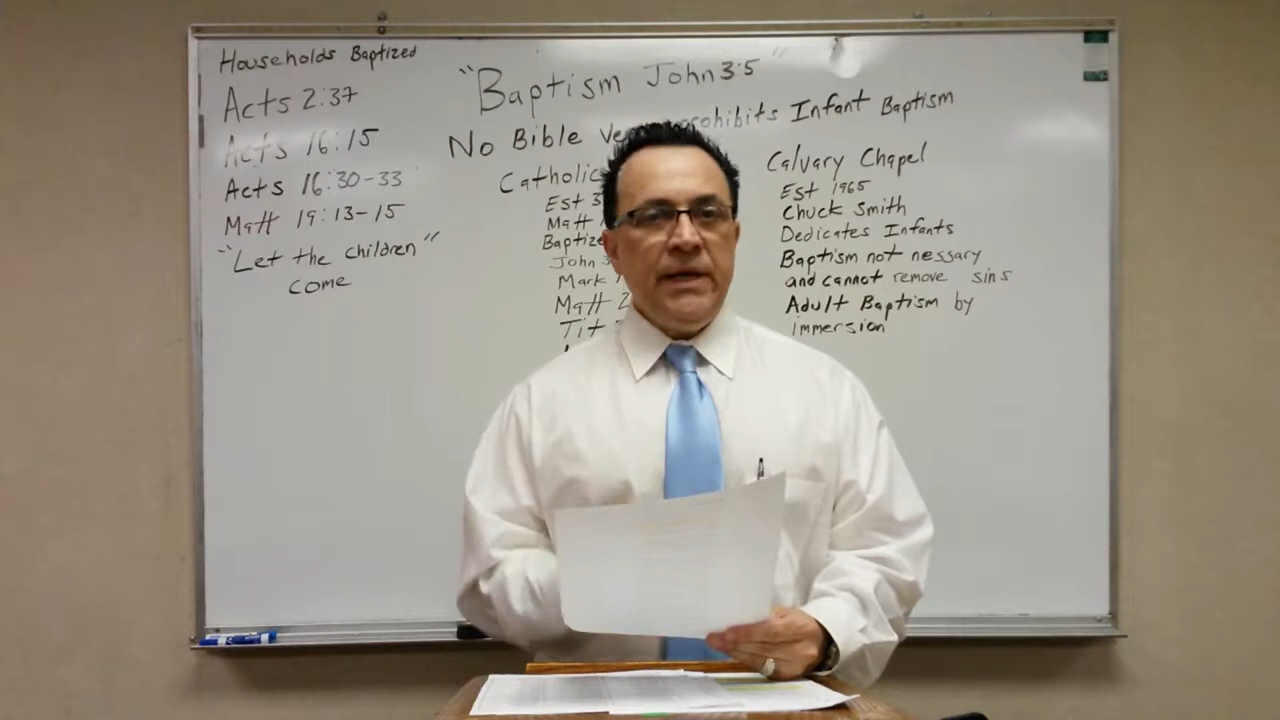 Households Baptized
Acts 2:37
Acts 16:15
Acts 16:30-33
Matt 19:13-15
"Let the children"
come
"Baptism John 3:5"
No Bible prohibits Infant Baptism
Catholic
Est 3
Matt
Baptize
John
Mark
Matt 2
Tit
Calvary Chapel
Est 1965
Chuck Smith
Dedicates Infants
Baptism not nessary
and cannot remove sins
Adult Baptism by
immersion